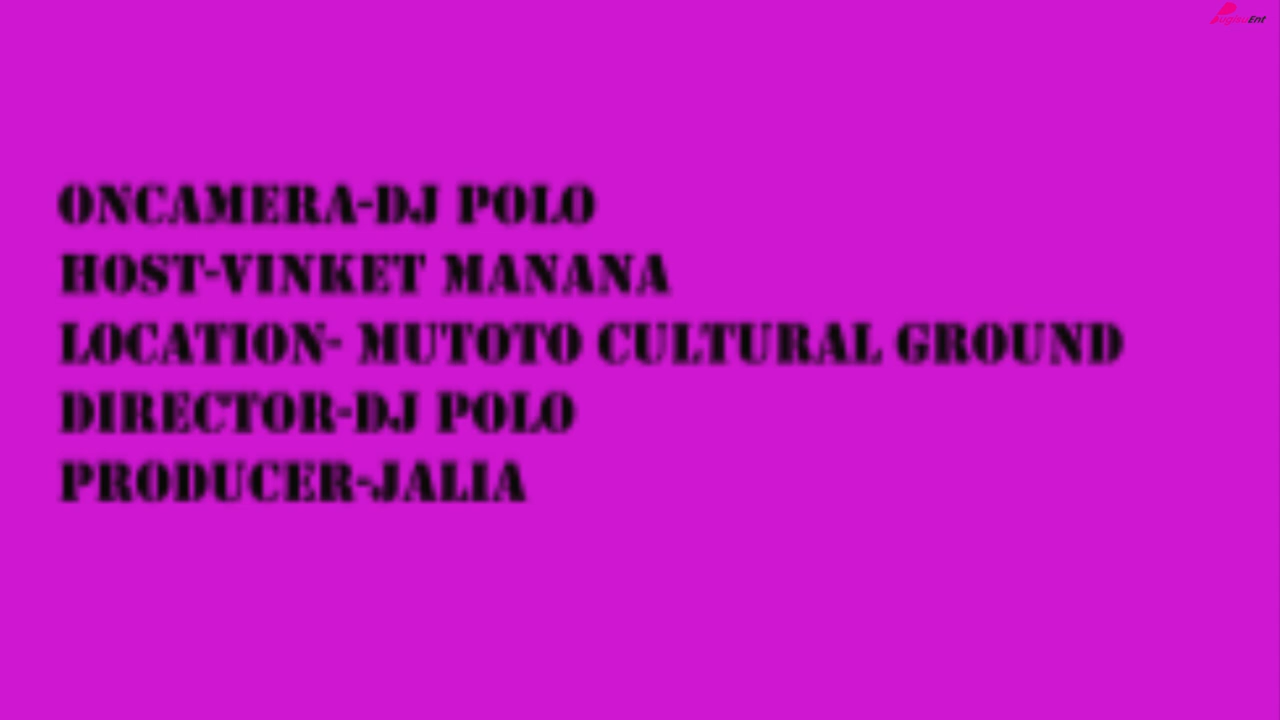 ONCAMERA-DJ POLO
HOST-VINKET MANANA
LOCATION- MUTOTO CULTURAL GROUND
DIRECTOR-DJ POLO
PRODUCER-JALIA